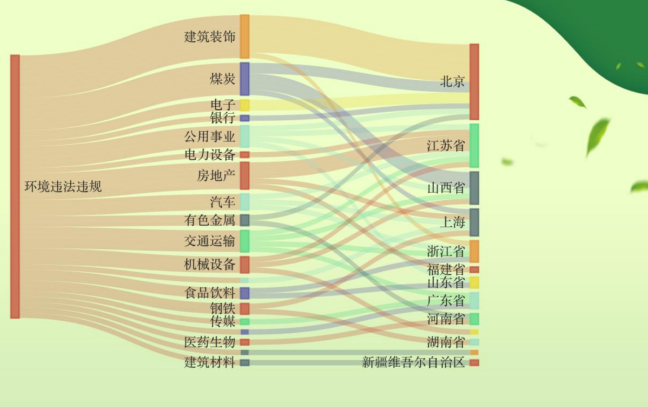 环境违法违规
建筑装饰
煤炭
电子
银行
公用事业
电力设备
房地产
汽车
有色金属
交通运输
机械设备
食品饮料
钢铁
传媒
医药生物
建筑材料
北京
江苏省
山西省
上海
浙江省
福建省
山东省
广东省
河南省
湖南省
新疆维吾尔自治区